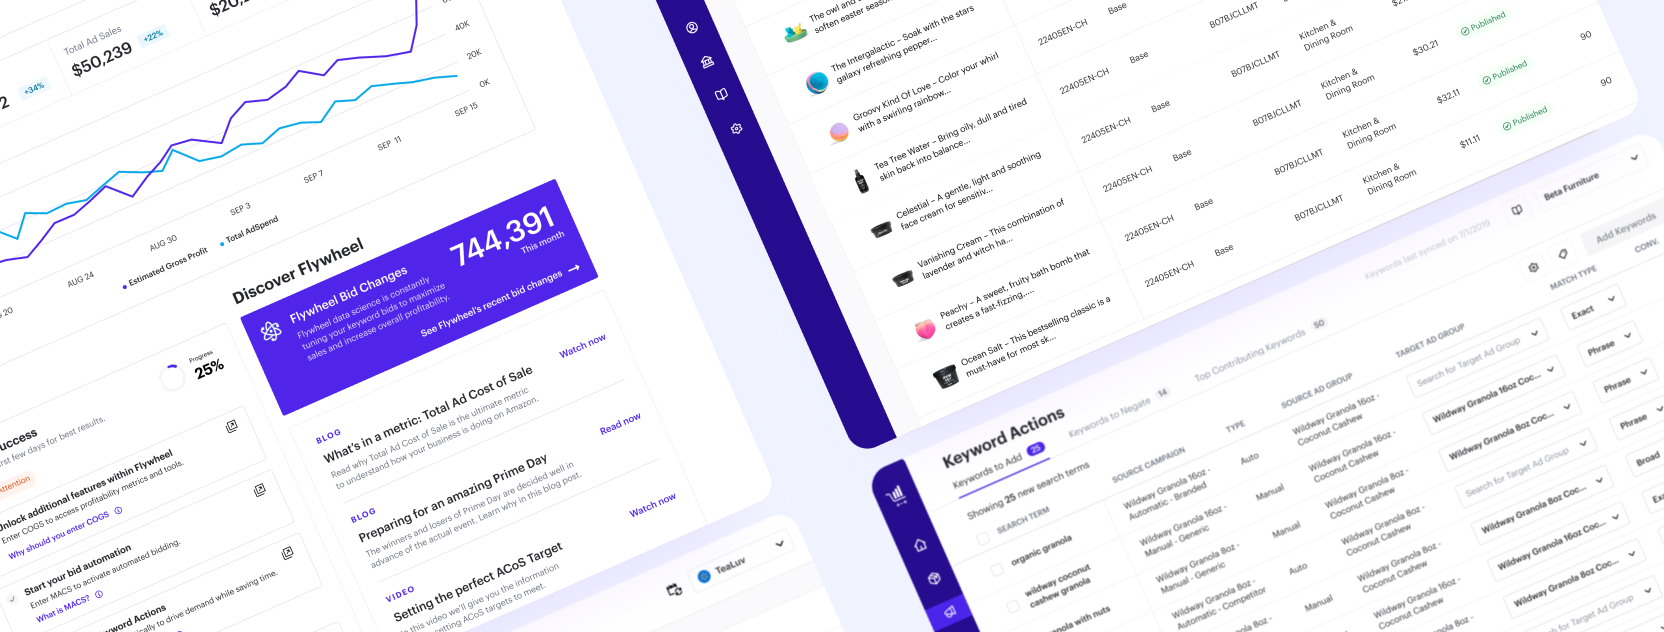 Total Ad Sales
$50,239
+22%
+34%
2
40K
20K
0K
SEP 15
SEP 11
SEP 7
SEP 3
AUG 30
AUG 24
20
Estimated Gross Profit
Total AdSpend
Discover Flywheel
Flywheel Bid Changes
Flywheel data science is constantly
tuning your keyword bids to maximize
sales and increase overall profitability.
744,391
This month
See Flywheel's recent bid changes
Progress
25%
uccess
rst few days for best results.
Attention
Unlock additional features within Flywheel
Enter COGS to access profitability metrics and tools.
Why should you enter COGS
Start your bid automation
Enter MACS to activate automated bidding.
What is MACS?
yword Actions
ically to drive demand while saving time.
BLOG
What's in a metric: Total Ad Cost of Sale
Read why Total Ad Cost of Sale is the ultimate metric
to understand how your business is doing on Amazon.
Watch now
BLOG
Preparing for an amazing Prime Day
The winners and losers of Prime Day are decided well in
advance of the actual event. Learn why in this blog post.
Read now
VIDEO
Setting the perfect ACoS Target
this video we'll give you the information
setting ACoS targets to meet.
Watch now
TeaLuv
The owl and
soften easter seaso
The Intergalactic – Soak with the stars
galaxy refreshing pepper...
22405EN-CH
Base
B07BJCLLMT
Kitchen &
Dining Room
Groovy Kind Of Love – Color your whirl
with a swirling rainbow...
22405EN-CH
Base
B07BJCLLMT
Kitchen &
Dining Room
$30.21
Published
90
Tea Tree Water – Bring oily, dull and tired
skin back into balance...
22405EN-CH
Base
B07BJCLLMT
Kitchen &
Dining Room
$32.11
Published
90
Celestial – A gentle, light and soothing
face cream for sensitiv...
22405EN-CH
Base
B07BJCLLMT
Kitchen &
Dining Room
$11.11
Published
Vanishing Cream – This combination of
lavender and witch ha...
22405EN-CH
Base
B07BJCLLMT
Peachy – A sweet, fruity bath bomb that
creates a fast-fizzing,....
22405EN-CH
Base
Ocean Salt – This bestselling classic is a
must-have for most sk...
Keywords last synced on 7/1/2019
Beta Furniture
Add Keywords
Keyword Actions
Keywords to Add 25
Keywords to Negate 14
Top Contributing Keywords 50
Showing 25 new search terms
SEARCH TERM
SOURCE CAMPAIGN
TYPE
SOURCE AD GROUP
TARGET AD GROUP
MATCH TYPE
CONV.
organic granola
Wildway Granola 16oz -
Automatic - Branded
Auto
Wildway Granola 16oz -
Coconut Cashew
Search for Target Ad Group
Exact
wildway coconut
cashew granola
Wildway Granola 16oz -
Manual - Generic
Manual
Wildway Granola 16oz -
Coconut Cashew
Wildway Granola 16oz Coc...
Phrase
nola with nuts
Wildway Granola 8oz -
Manual - Generic
Manual
Wildway Granola 8oz -
Coconut Cashew
Wildway Granola 8oz Coc...
Phrase
Wildway Granola 8oz -
Automatic - Competitor
Auto
Wildway Granola 8oz -
Coconut Cashew
Search for Target Ad Group
Phrase
Manual
Wildway Granola 8oz -
Coconut Cashew
Wildway Granola 8oz Coc...
Broad
Wildway Granola 16oz -
Coconut Cashew
Wildway Granola 16oz Coc...
Wildway Granola 8oz Coc...
Search for Target Ad Group